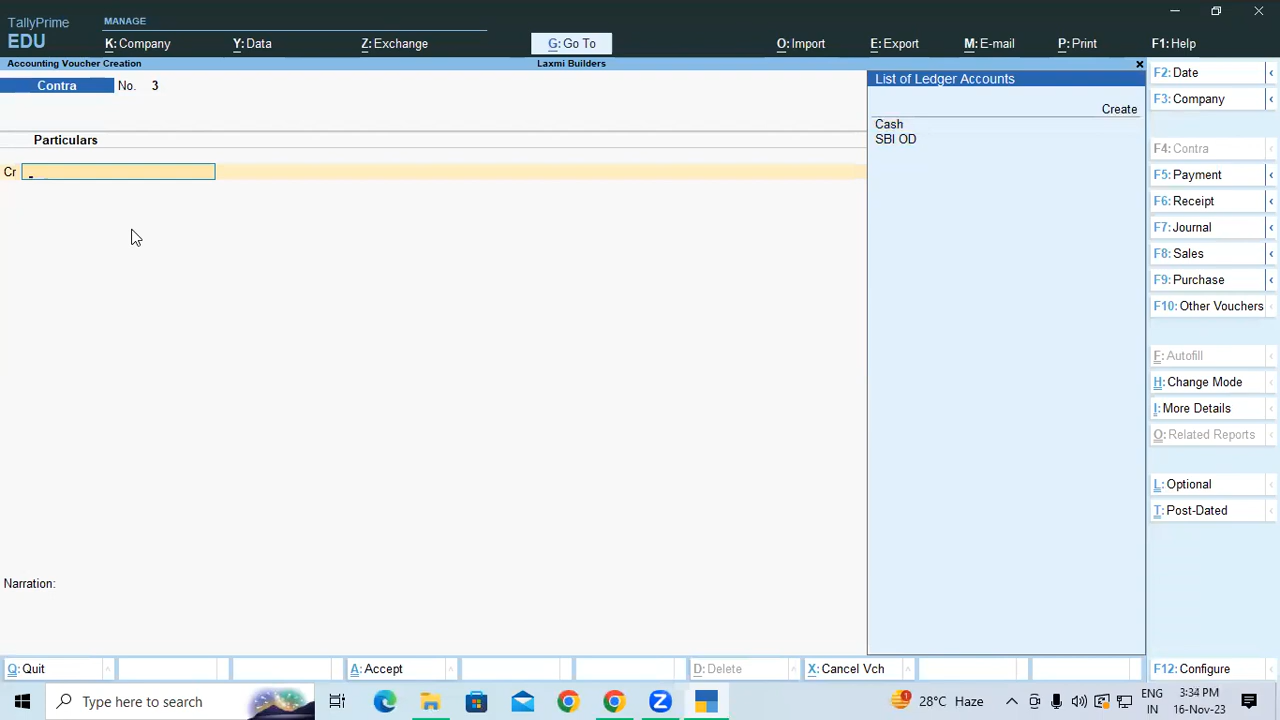 TallyPrime
EDU
MANAGE
K: Company
Y: Data
Z: Exchange
G: Go To
O: Import
E: Export
M: E-mail
P: Print
F1: Help
Accounting Voucher Creation
Laxmi Builders
Contra No. 3
Particulars
Cr
Narration:
List of Ledger Accounts
Create
Cash
SBI OD
F2: Date
F3: Company
F4: Contra
F5: Payment
F6: Receipt
F7: Journal
F8: Sales
F9: Purchase
F10: Other Vouchers
F: Autofill
H: Change Mode
I: More Details
O: Related Reports
L: Optional
T: Post-Dated
Q: Quit
A: Accept
D: Delete
X: Cancel Vch
F12: Configure
Type here to search
1
28°C Haze
ENG
IN
3:34 PM
16-Nov-23